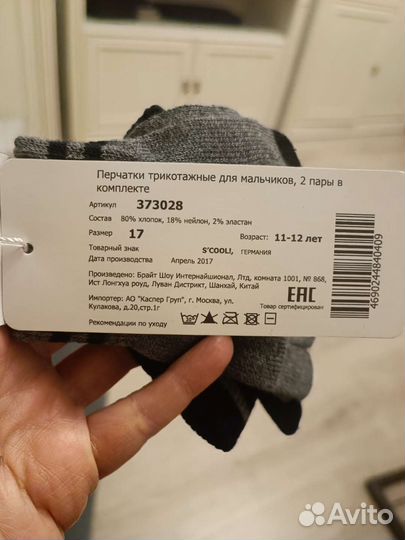 Перчатки трикотажные для мальчиков, 2 пары в
комплекте
Артикул 373028
Состав 80% хлопок, 18% нейлон, 2% эластан
Размер 17 Возраст: 11-12 лет
Товарный знак S'COOL!, ГЕРМАНИЯ
Дата производства Апрель 2017
Произведено: Брайт Шоу Интернайшионал, Лтд, комната 1001, № 868,
Ист Лонгхуа роуд, Луван Дистрикт, Шанхай, Китай
Импортер: АО "Каспер Груп", г. Москва, ул.
Кулакова, д.20,стр.1г
EAC
Товар сертифицирован
Рекомендации по уходу
4690244840409
Avito